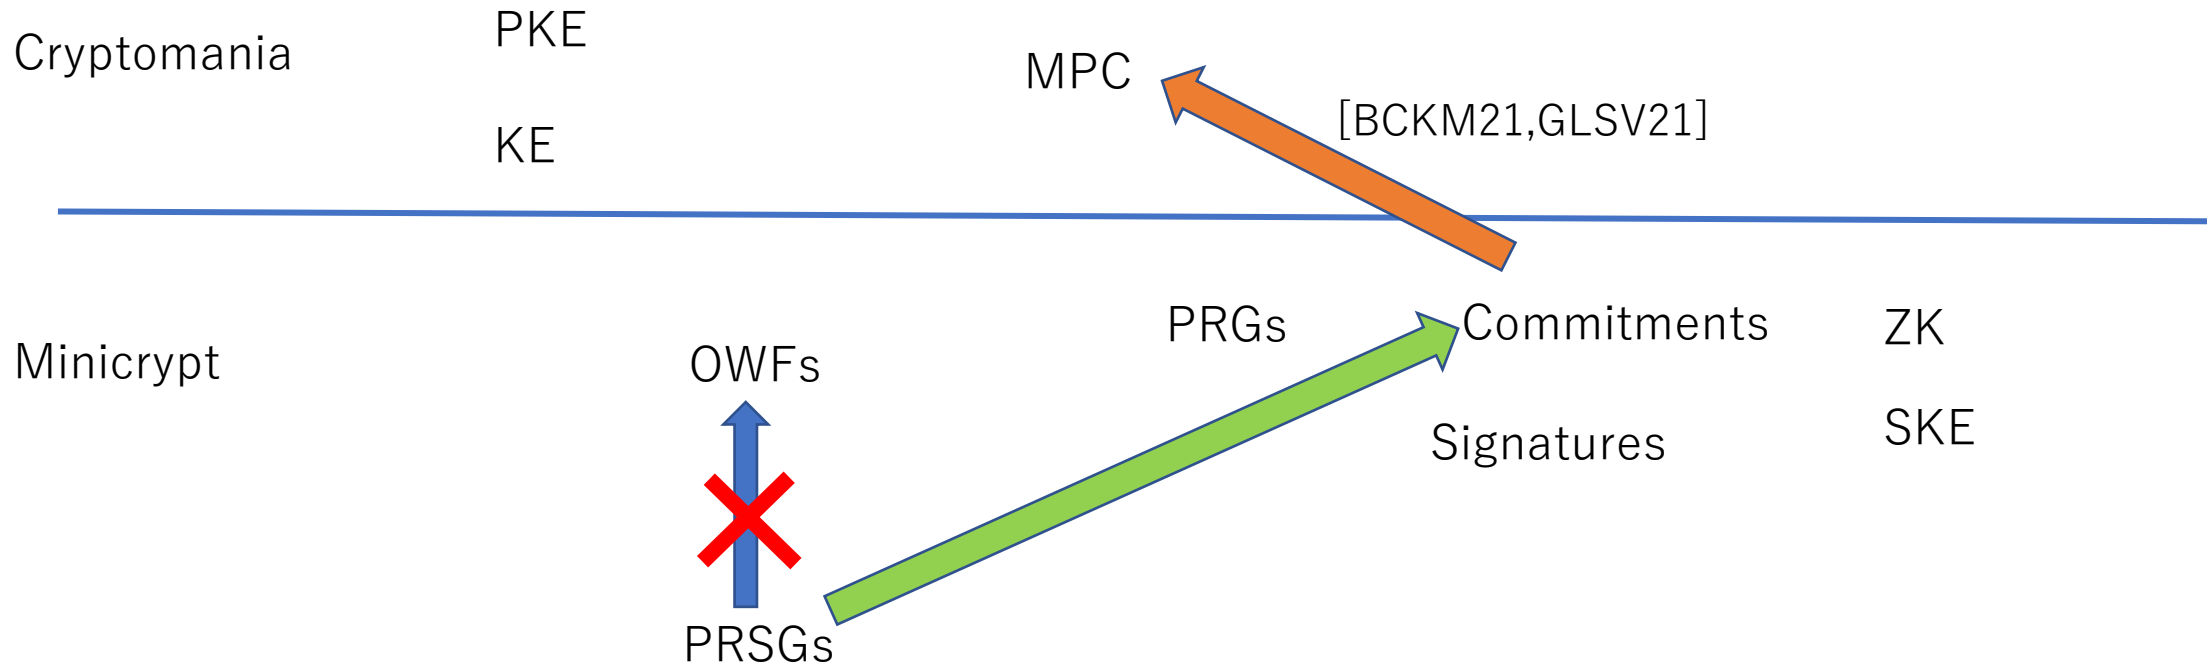 PKE
Cryptomania
MPC
[BCKM21,GLSV21]
KE
PRGs
Commitments
ZK
Minicrypt
OWFs
Signatures
SKE
PRSGs